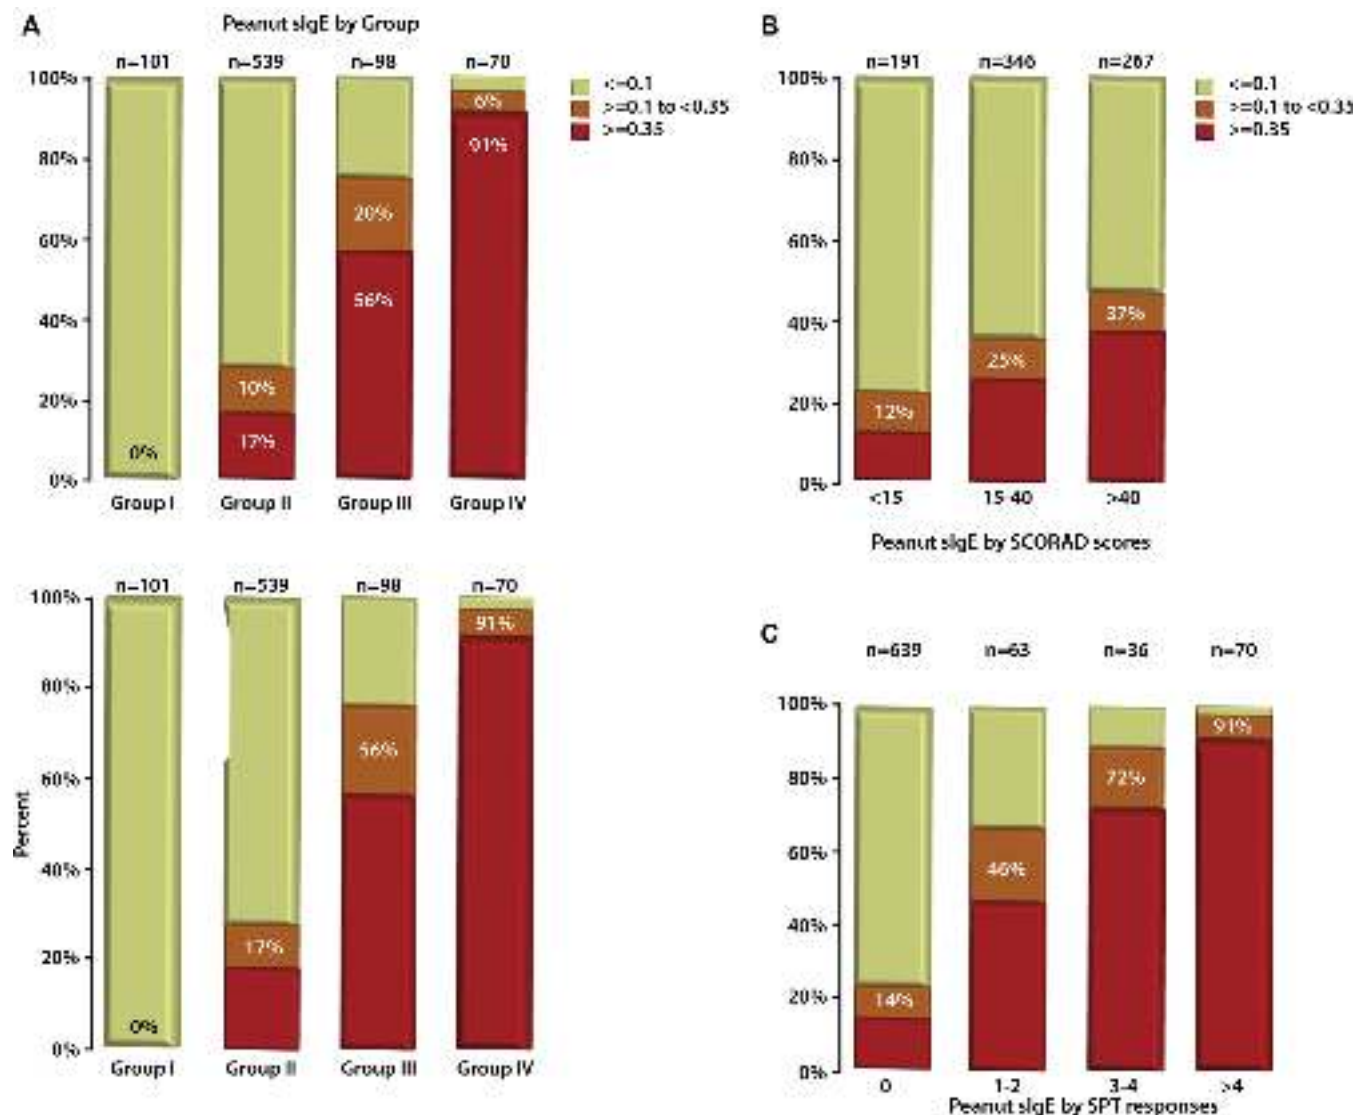 A
Peanut sIgE by Group
n=101 n=539 n=98 n=70
<=0.1
>=0.1 to <0.35
>=0.35
100%
80%
60%
40%
20%
0%
6%
91%
20%
56%
10%
17%
0%
Group I Group II Group III Group IV
n=101 n=539 n=98 n=70
Percent
100%
80%
60%
40%
20%
0%
91%
56%
17%
0%
Group I Group II Group III Group IV
B
n=191 n=346 n=267
<=0.1
>=0.1 to <0.35
>=0.35
100%
80%
60%
40%
20%
0%
37%
25%
12%
<15 15-40 >40
Peanut sIgE by SCORAD scores
C
n=639 n=63 n=36 n=70
100%
80%
60%
40%
20%
0%
91%
72%
46%
14%
0 1-2 3-4 >4
Peanut sIgE by SPT responses